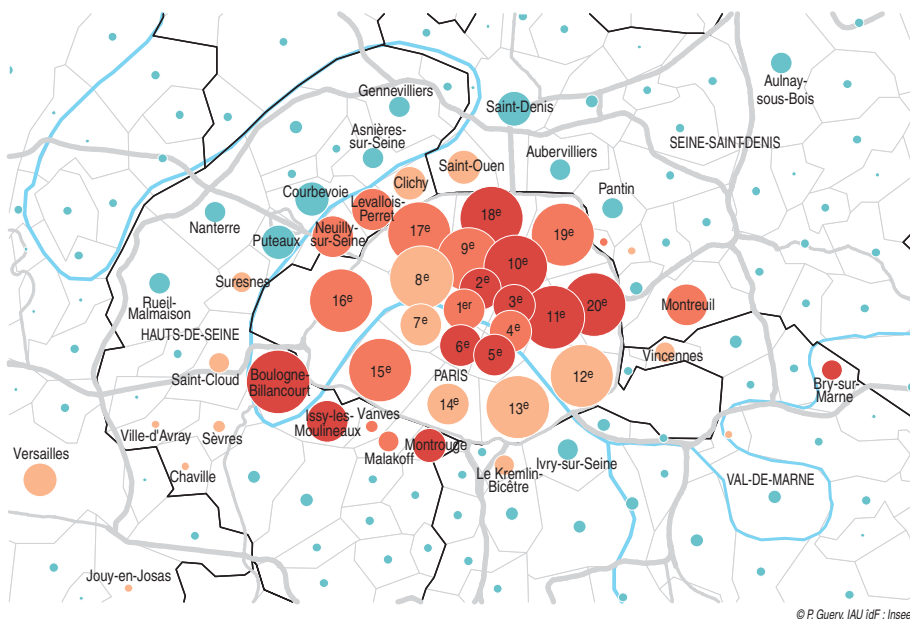 Gennevilliers
Saint-Denis
Aulnay-
sous-Bois
Asnières-
sur-Seine
Saint-Ouen
Aubervilliers
SEINE-SAINT-DENIS
Clichy
Courbevoie
Levallois-
Perret
Pantin
Nanterre
Puteaux
Neuilly-
sur-Seine
17e
18e
19e
9e
10e
Suresnes
8e
2e
Rueil-
Malmaison
16e
1er
3e
11e
20e
Montreuil
HAUTS-DE-SEINE
7e
4e
6e
5e
Vincennes
Saint-Cloud
Boulogne-
Billancourt
15e
PARIS
12e
Bry-sur-
Marne
14e
13e
Issy-les-
Moulineaux
Vanves
Ville-d'Avray
Sèvres
Malakoff
Montrouge
Versailles
Chaville
Le Kremlin-
Bicêtre
Ivry-sur-Seine
VAL-DE-MARNE
Jouy-en-Josas
© P. Guery, IAU îdF ; Insee